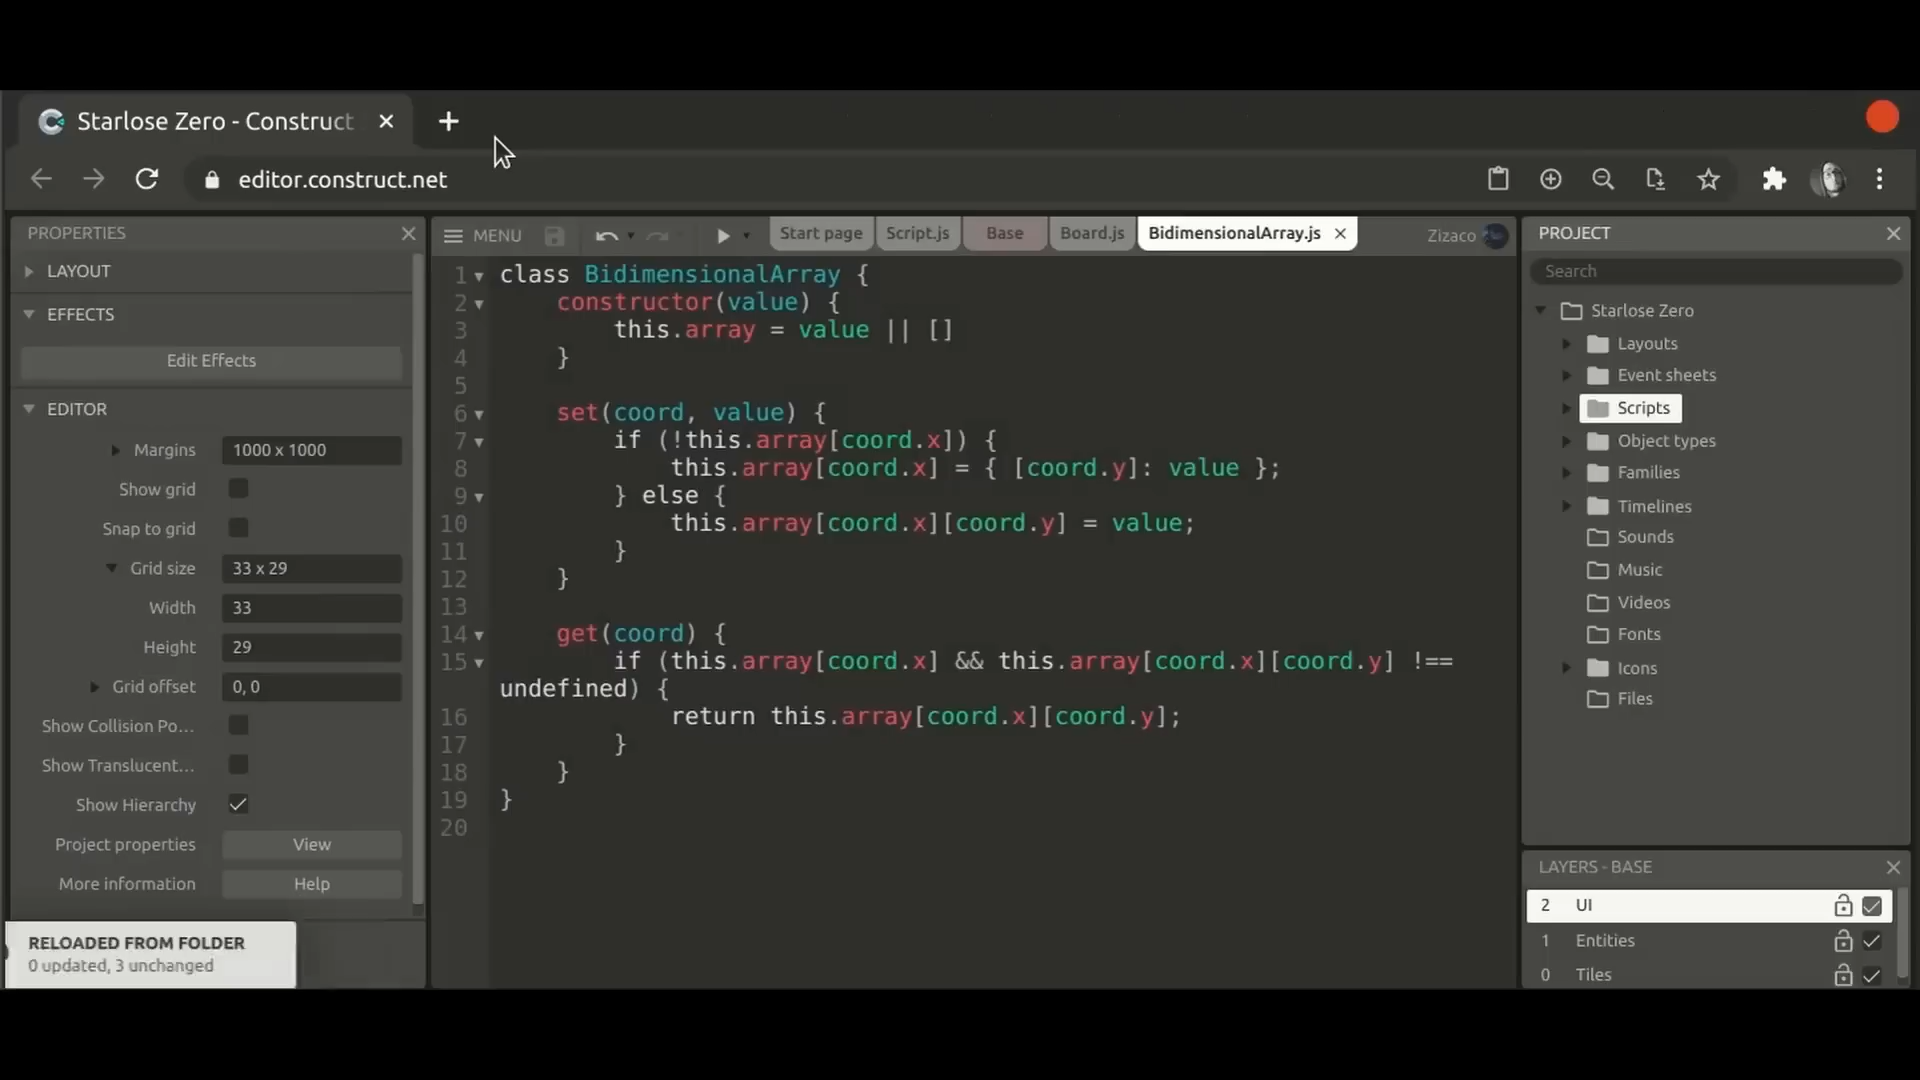 Starlose Zero - Construct
editor.construct.net
PROPERTIES
LAYOUT
EFFECTS
Edit Effects
EDITOR
Margins 1000 x 1000
Show grid
Snap to grid
Grid size 33 x 29
Width 33
Height 29
Grid offset 0, 0
Show Collision Po...
Show Translucent...
Show Hierarchy
Project properties View
More information Help
RELOADED FROM FOLDER
0 updated, 3 unchanged
MENU
Start page Script.js Base Board.js BidimensionalArray.js
Zizaco
1 class BidimensionalArray {
2 constructor(value) {
3 this.array = value || []
4 }
5
6 set(coord, value) {
7 if (!this.array[coord.x]) {
8 this.array[coord.x] = { [coord.y]: value };
9 } else {
10 this.array[coord.x][coord.y] = value;
11 }
12 }
13
14 get(coord) {
15 if (this.array[coord.x] && this.array[coord.x][coord.y] !==
undefined) {
16 return this.array[coord.x][coord.y];
17 }
18 }
19 }
20
PROJECT
Search
Starlose Zero
Layouts
Event sheets
Scripts
Object types
Families
Timelines
Sounds
Music
Videos
Fonts
Icons
Files
LAYERS - BASE
2 UI
1 Entities
0 Tiles